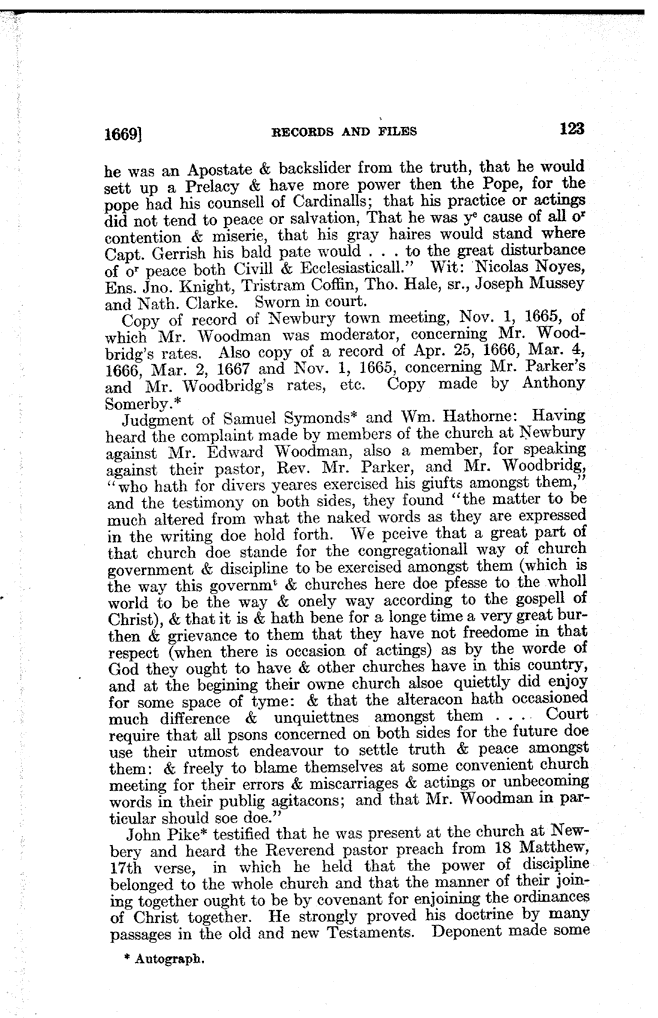 1669] RECORDS AND FILES 123
he was an Apostate & backslider from the truth, that he would
sett up a Prelacy & have more power then the Pope, for the
pope had his counsell of Cardinalls; that his practice or actings
did not tend to peace or salvation, That he was yᵉ cause of all oʳ
contention & miserie, that his gray haires would stand where
Capt. Gerrish his bald pate would . . . to the great disturbance
of oʳ peace both Civill & Ecclesiasticall." Wit: Nicolas Noyes,
Ens. Jno. Knight, Tristram Coffin, Tho. Hale, sr., Joseph Mussey
and Nath. Clarke. Sworn in court.
Copy of record of Newbury town meeting, Nov. 1, 1665, of
which Mr. Woodman was moderator, concerning Mr. Wood-
bridg's rates. Also copy of a record of Apr. 25, 1666, Mar. 4,
1666, Mar. 2, 1667 and Nov. 1, 1665, concerning Mr. Parker's
and Mr. Woodbridg's rates, etc. Copy made by Anthony
Somerby.*
Judgment of Samuel Symonds* and Wm. Hathorne: Having
heard the complaint made by members of the church at Newbury
against Mr. Edward Woodman, also a member, for speaking
against their pastor, Rev. Mr. Parker, and Mr. Woodbridg,
"who hath for divers yeares exercised his giufts amongst them,"
and the testimony on both sides, they found "the matter to be
much altered from what the naked words as they are expressed
in the writing doe hold forth. We pceive that a great part of
that church doe stande for the congregationall way of church
government & discipline to be exercised amongst them (which is
the way this governmᵗ & churches here doe pfesse to the wholl
world to be the way & onely way according to the gospell of
Christ), & that it is & hath bene for a longe time a very great bur-
then & grievance to them that they have not freedome in that
respect (when there is occasion of actings) as by the worde of
God they ought to have & other churches have in this country,
and at the begining their owne church alsoe quiettly did enjoy
for some space of tyme: & that the alteracon hath occasioned
much difference & unquiettnes amongst them . . . Court
require that all psons concerned on both sides for the future doe
use their utmost endeavour to settle truth & peace amongst
them: & freely to blame themselves at some convenient church
meeting for their errors & miscarriages & actings or unbecoming
words in their publig agitacons; and that Mr. Woodman in par-
ticular should soe doe."
John Pike* testified that he was present at the church at New-
bery and heard the Reverend pastor preach from 18 Matthew,
17th verse, in which he held that the power of discipline
belonged to the whole church and that the manner of their join-
ing together ought to be by covenant for enjoining the ordinances
of Christ together. He strongly proved his doctrine by many
passages in the old and new Testaments. Deponent made some
* Autograph.